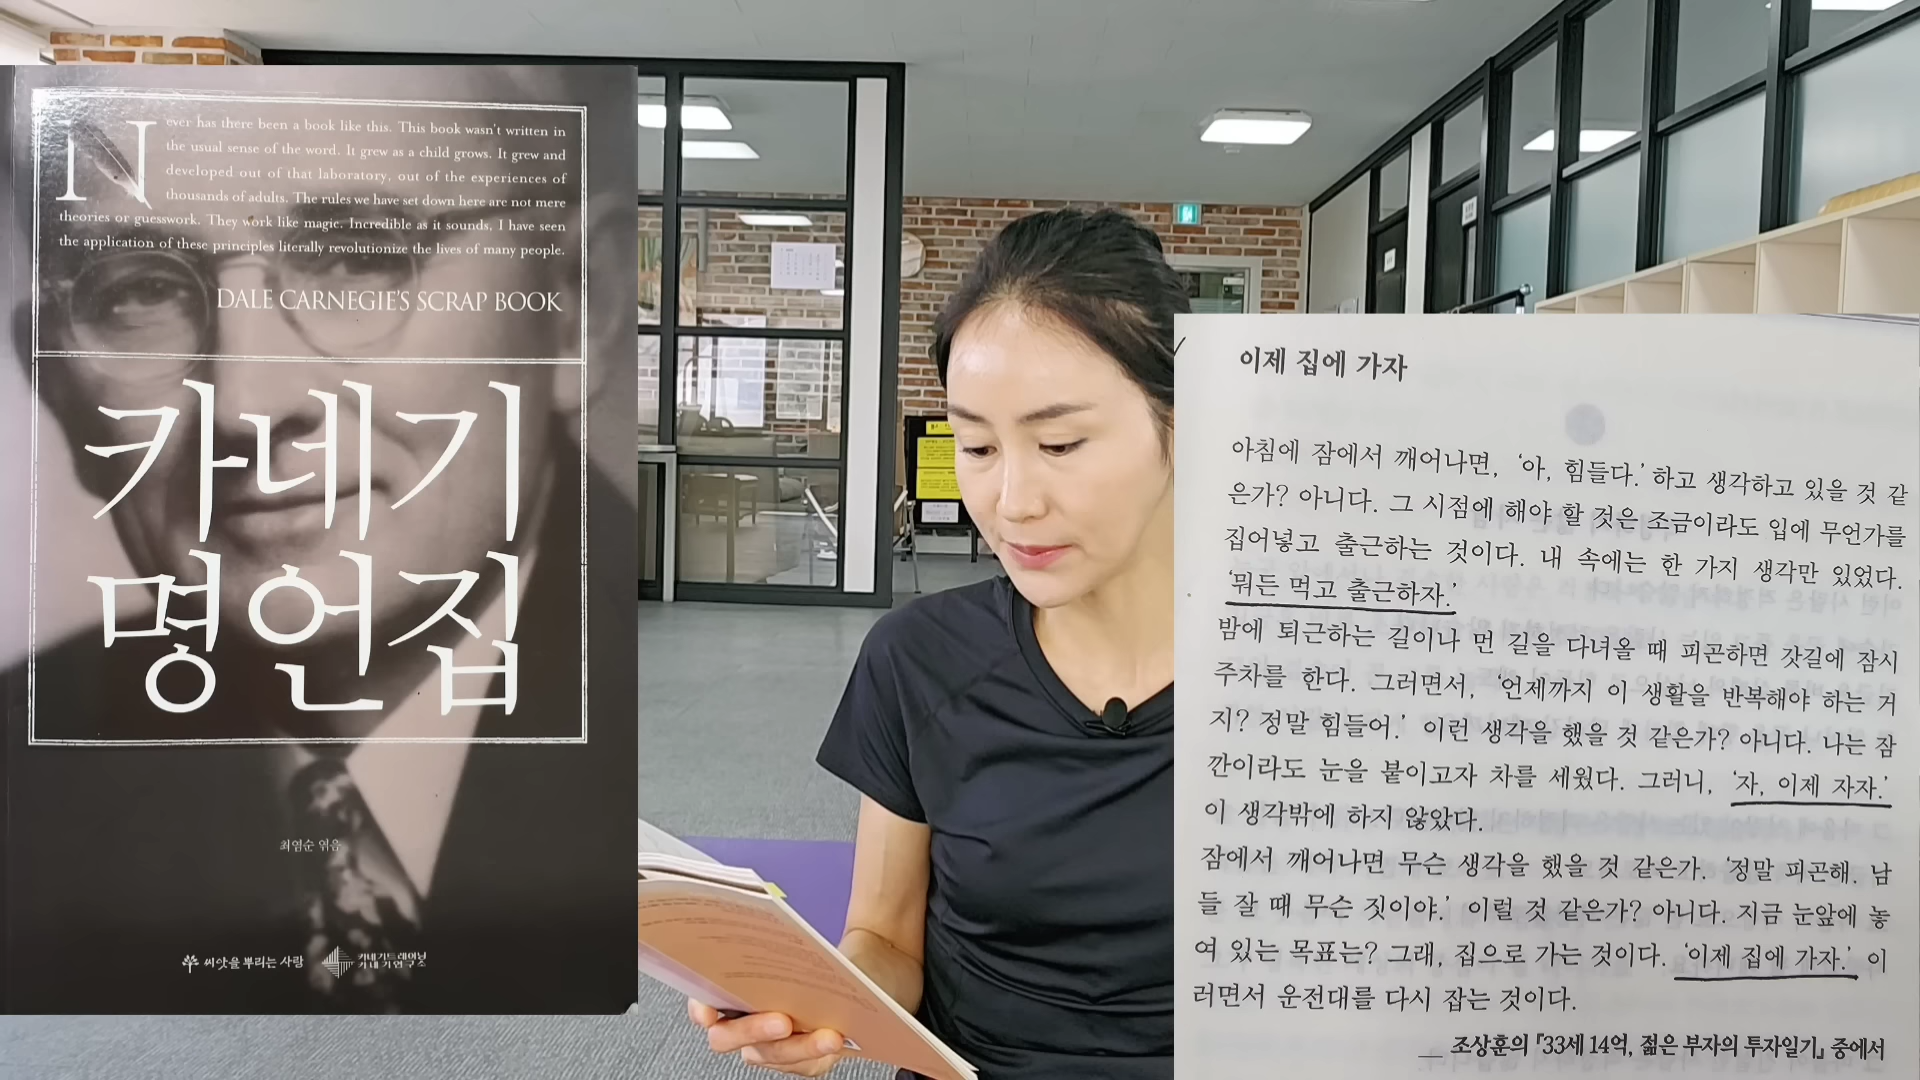 Never has there been a book like this. This book wasn't written in
the usual sense of the word. It grew as a child grows. It grew and
developed out of that laboratory, out of the experiences of
thousands of adults. The rules we have set down here are not mere
theories or guesswork. They work like magic. Incredible as it sounds, I have seen
the application of these principles literally revolutionize the lives of many people.
DALE CARNEGIE'S SCRAP BOOK
카네기
명언집
최염순 엮음
씨앗을 뿌리는 사람
카네기트레이닝
카네기연구소
이제 집에 가자
아침에 잠에서 깨어나면, '아, 힘들다.' 하고 생각하고 있을 것 같
은가? 아니다. 그 시점에 해야 할 것은 조금이라도 입에 무언가를
집어넣고 출근하는 것이다. 내 속에는 한 가지 생각만 있었다.
'뭐든 먹고 출근하자.'
밤에 퇴근하는 길이나 먼 길을 다녀올 때 피곤하면 갓길에 잠시
주차를 한다. 그러면서, '언제까지 이 생활을 반복해야 하는 거
지? 정말 힘들어.' 이런 생각을 했을 것 같은가? 아니다. 나는 잠
깐이라도 눈을 붙이고자 차를 세웠다. 그러니, '자, 이제 자자.'
이 생각밖에 하지 않았다.
잠에서 깨어나면 무슨 생각을 했을 것 같은가. '정말 피곤해. 남
들 잘 때 무슨 짓이야.' 이럴 것 같은가? 아니다. 지금 눈앞에 놓
여 있는 목표는? 그래, 집으로 가는 것이다. '이제 집에 가자.' 이
러면서 운전대를 다시 잡는 것이다.
_ 조상훈의 『33세 14억, 젊은 부자의 투자일기』 중에서